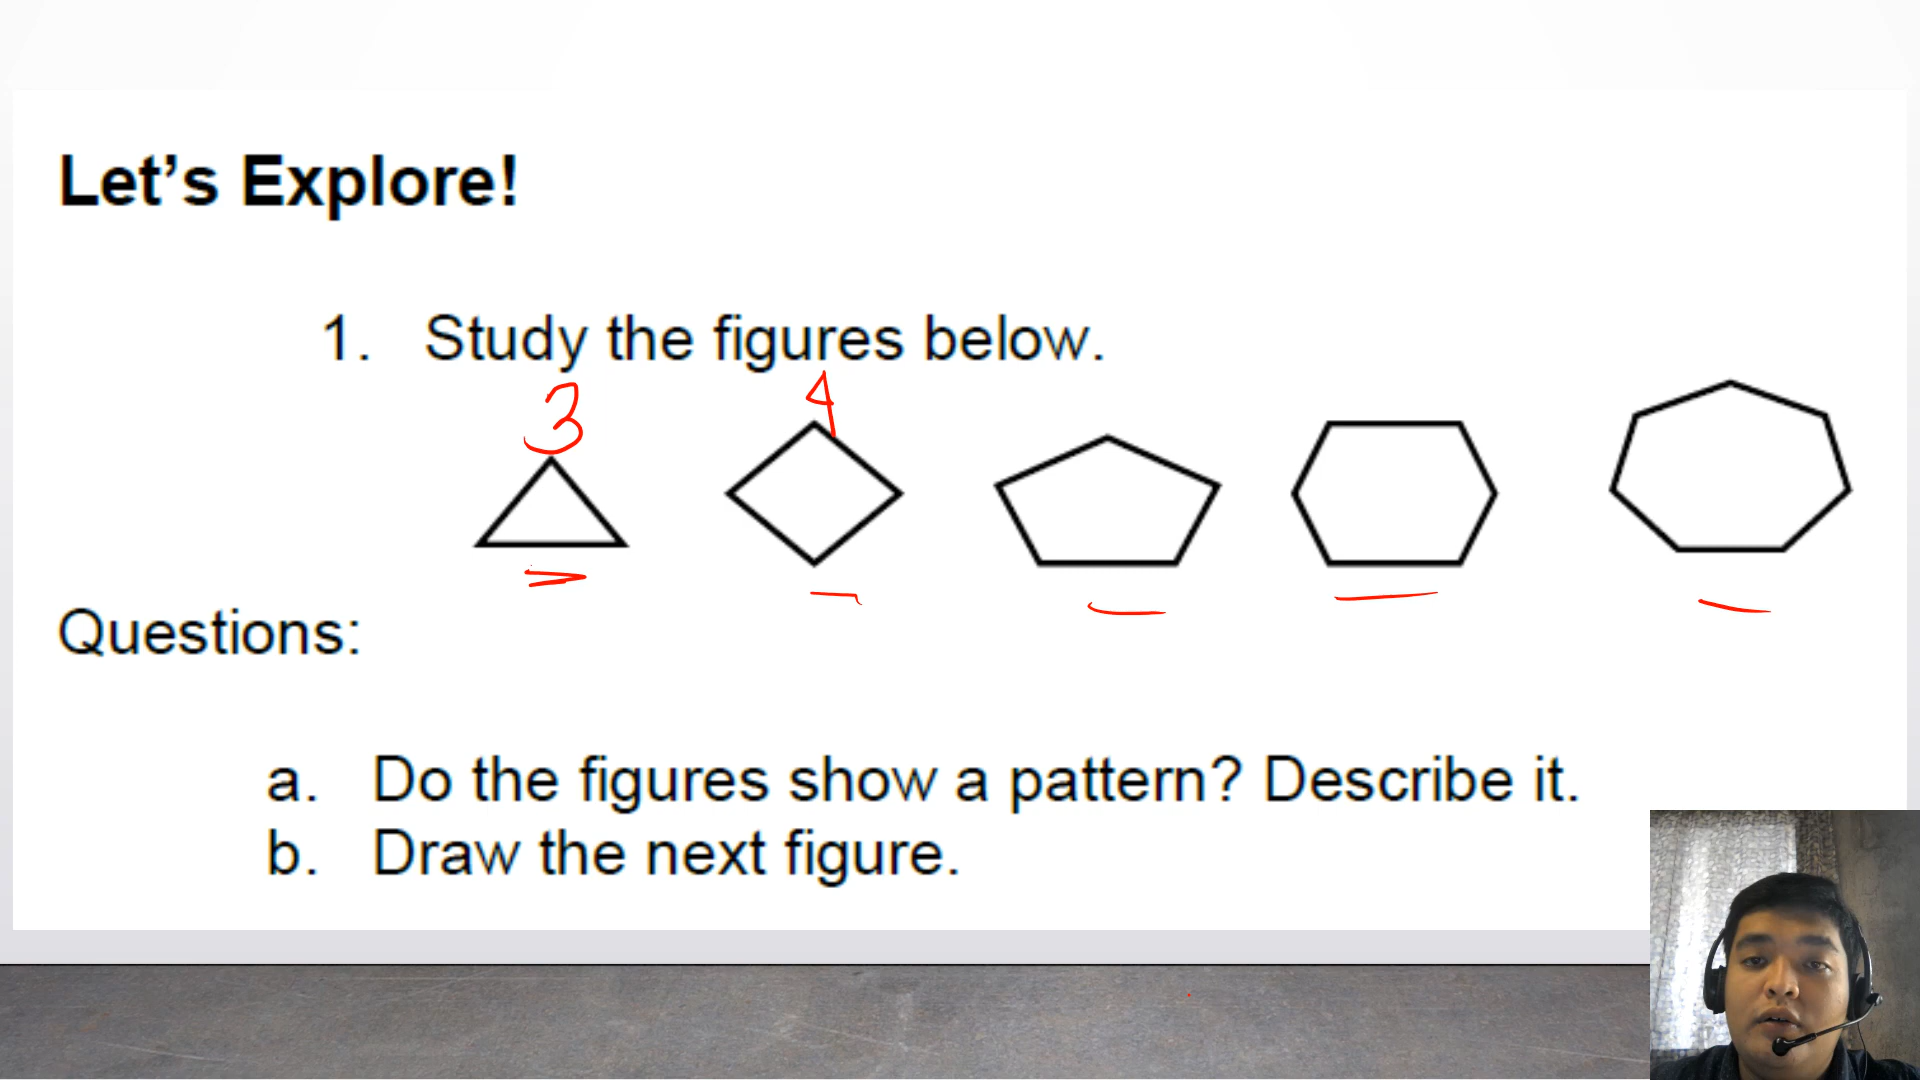 Let's Explore!
1. Study the figures below.
3 4
Questions:
a. Do the figures show a pattern? Describe it.
b. Draw the next figure.